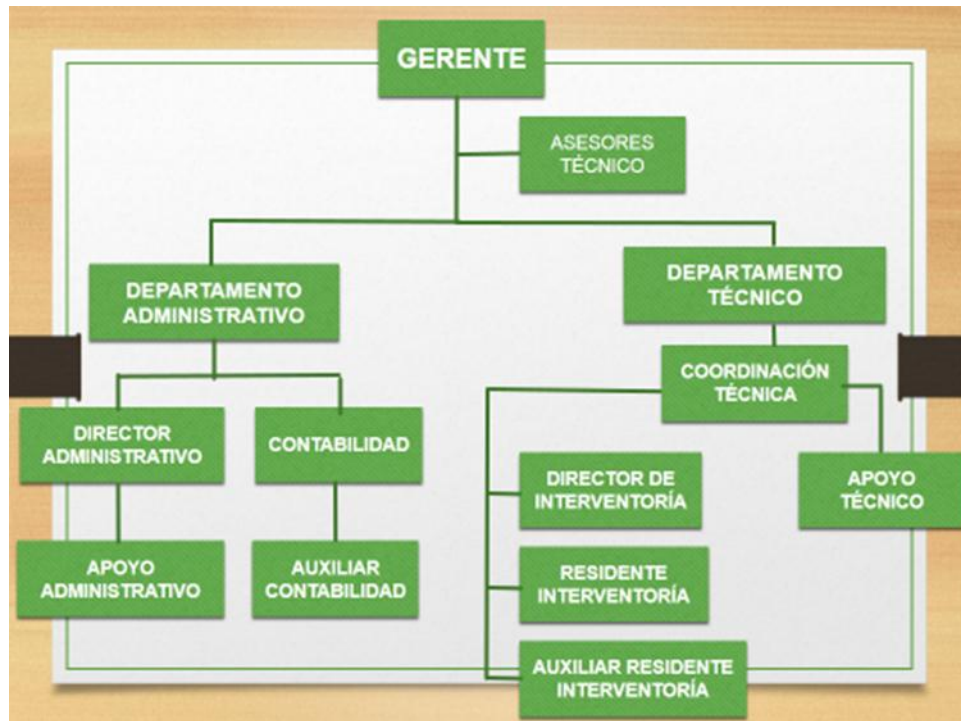 GERENTE
ASESORES
TÉCNICO
DEPARTAMENTO
ADMINISTRATIVO
DEPARTAMENTO
TÉCNICO
COORDINACIÓN
TÉCNICA
DIRECTOR
ADMINISTRATIVO
CONTABILIDAD
DIRECTOR DE
INTERVENTORÍA
APOYO
TÉCNICO
APOYO
ADMINISTRATIVO
AUXILIAR
CONTABILIDAD
RESIDENTE
INTERVENTORÍA
AUXILIAR RESIDENTE
INTERVENTORÍA